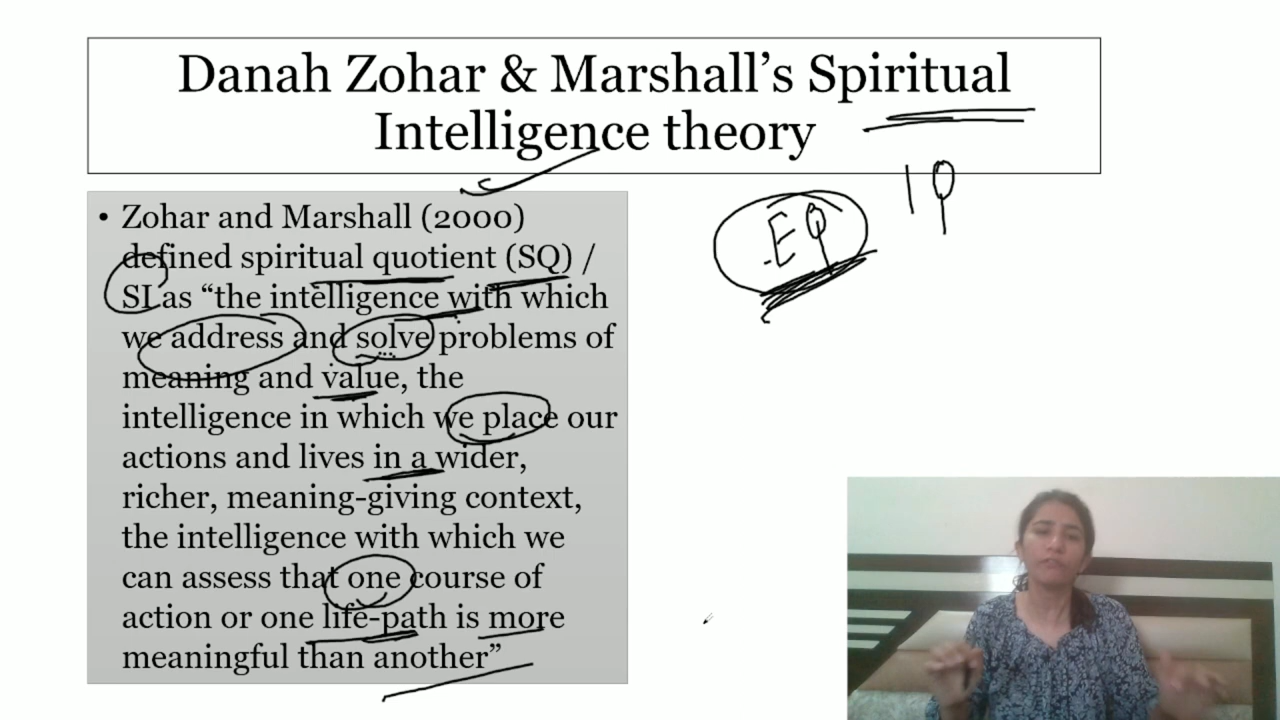 Danah Zohar & Marshall’s Spiritual
Intelligence theory
• Zohar and Marshall (2000)
defined spiritual quotient (SQ) /
SI as “the intelligence with which
we address and solve problems of
meaning and value, the
intelligence in which we place our
actions and lives in a wider,
richer, meaning-giving context,
the intelligence with which we
can assess that one course of
action or one life-path is more
meaningful than another”
EQ
IQ